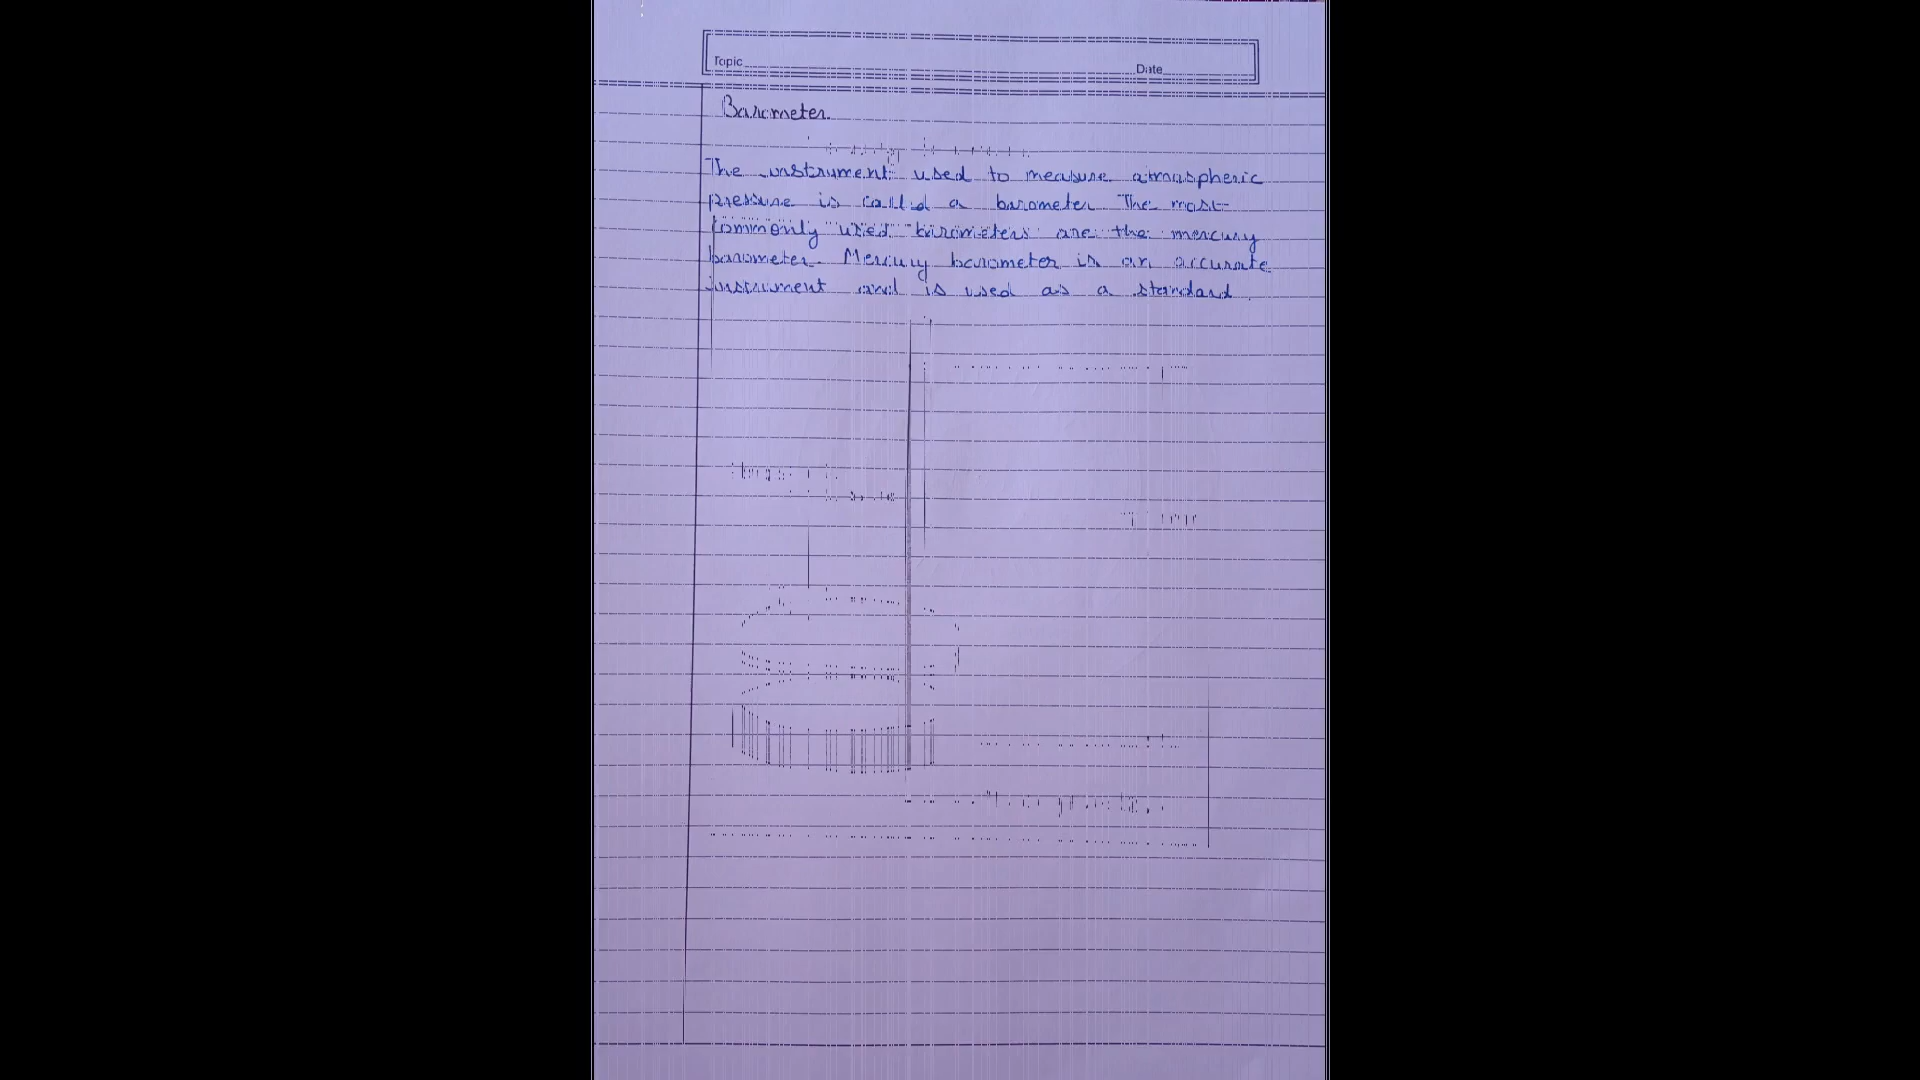 Topic Date
Barometer.
The instrument used to measure atmospheric
pressure is called a barometer The most
Commonly used barometers are the mercury
barometer. Mercury barometer is an accurate
instrument and is used as a standard.